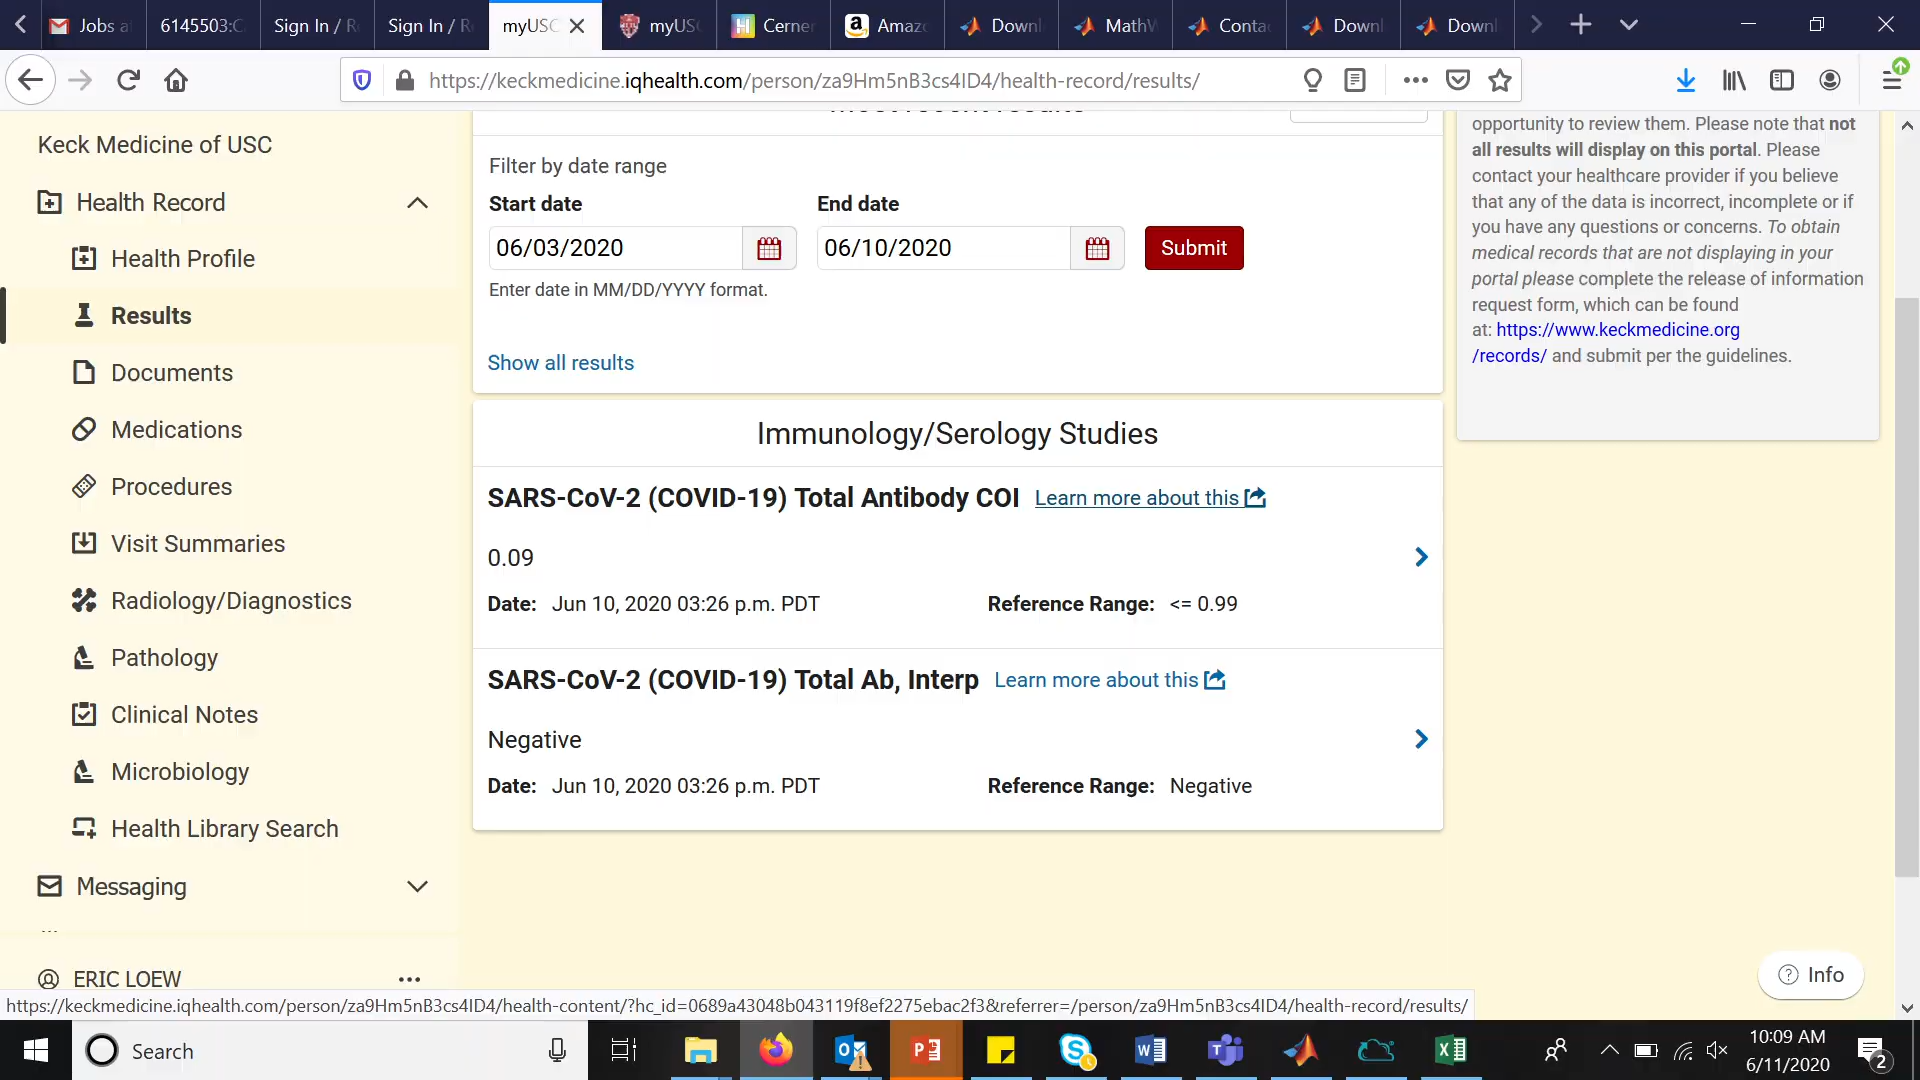 Jobs a
6145503:C
Sign In / R
Sign In / R
myUSC
myUSC
Cerner
Amazo
Downl
MathW
Conta
Downl
Downl
https://keckmedicine.iqhealth.com/person/za9Hm5nB3cs4ID4/health-record/results/
Keck Medicine of USC
Health Record
Health Profile
Results
Documents
Medications
Procedures
Visit Summaries
Radiology/Diagnostics
Pathology
Clinical Notes
Microbiology
Health Library Search
Messaging
ERIC LOEW
Most recent results
Filter by date range
Start date
End date
06/03/2020
06/10/2020
Submit
Enter date in MM/DD/YYYY format.
Show all results
Immunology/Serology Studies
SARS-CoV-2 (COVID-19) Total Antibody COI Learn more about this
0.09
Date: Jun 10, 2020 03:26 p.m. PDT Reference Range: <= 0.99
SARS-CoV-2 (COVID-19) Total Ab, Interp Learn more about this
Negative
Date: Jun 10, 2020 03:26 p.m. PDT Reference Range: Negative
opportunity to review them. Please note that not
all results will display on this portal. Please
contact your healthcare provider if you believe
that any of the data is incorrect, incomplete or if
you have any questions or concerns. To obtain
medical records that are not displaying in your
portal please complete the release of information
request form, which can be found
at: https://www.keckmedicine.org
/records/ and submit per the guidelines.
Info
https://keckmedicine.iqhealth.com/person/za9Hm5nB3cs4ID4/health-content/?hc_id=0689a43048b043119f8ef2275ebac2f3&referrer=/person/za9Hm5nB3cs4ID4/health-record/results/
Search
10:09 AM
6/11/2020
2